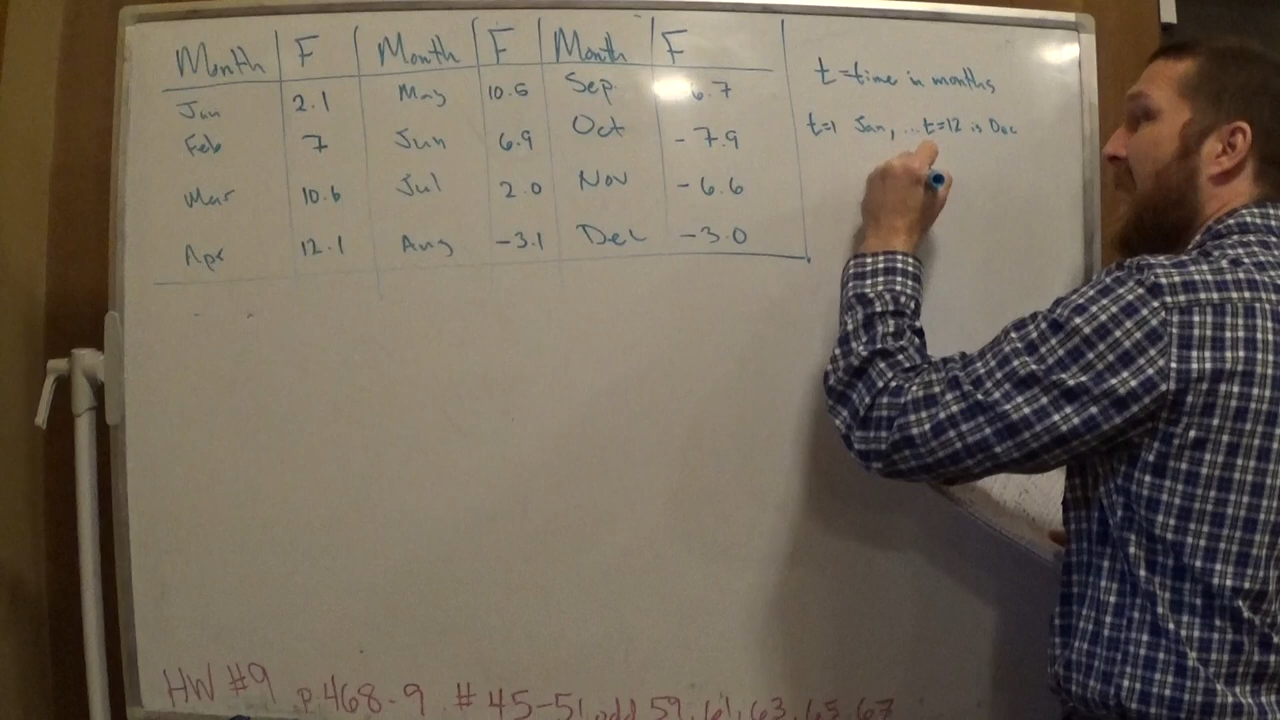 Month F Month F Month F
Jan 2.1 May 10.5 Sep 6.7
Feb 7 Jun 6.9 Oct -7.9
Mar 10.6 Jul 2.0 Nov -6.6
Apr 12.1 Aug -3.1 Dec -3.0
t=time in months
t=1 Jan, ...t=12 is Dec
HW #9 p.468-9 #45-51 odd 59, 61, 63, 65, 67